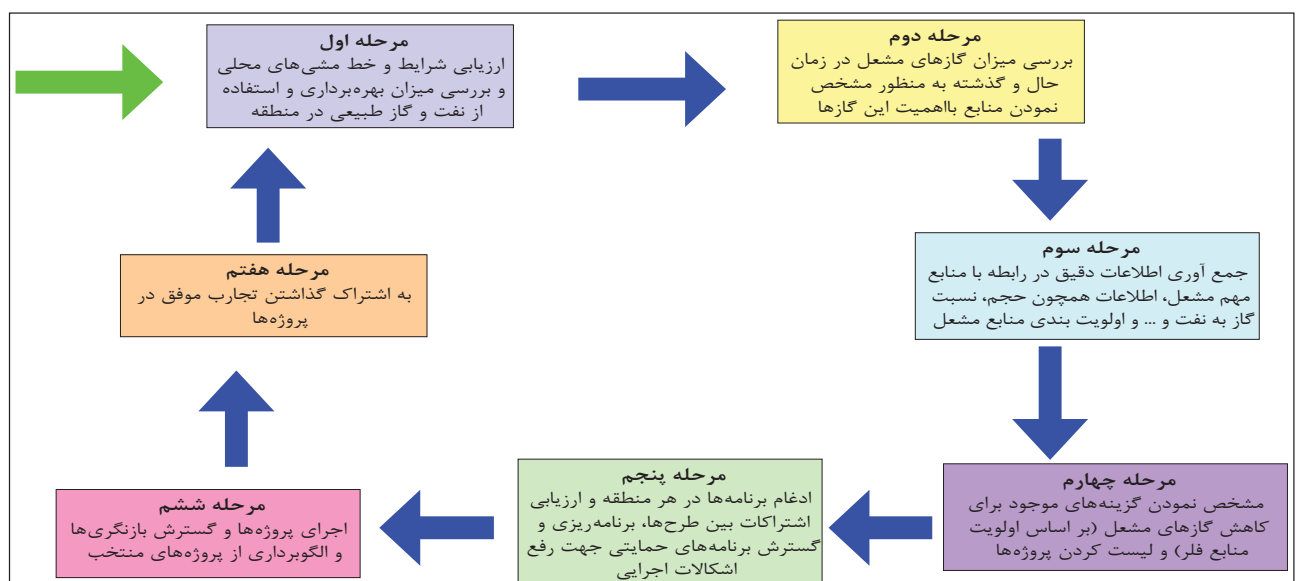 مرحله اول
ارزیابی شرایط و خط مشی‌های محلی
و بررسی میزان بهره‌برداری و استفاده
از نفت و گاز طبیعی در منطقه
مرحله دوم
بررسی میزان گازهای مشعل در زمان
حال و گذشته به منظور مشخص
نمودن منابع بااهمیت این گازها
مرحله سوم
جمع آوری اطلاعات دقیق در رابطه با منابع
مهم مشعل، اطلاعات همچون حجم، نسبت
گاز به نفت و ... و اولویت بندی منابع مشعل
مرحله چهارم
مشخص نمودن گزینه‌های موجود برای
کاهش گازهای مشعل (بر اساس اولویت
منابع فلر) و لیست کردن پروژه‌ها
مرحله پنجم
ادغام برنامه‌ها در هر منطقه و ارزیابی
اشتراکات بین طرح‌ها، برنامه‌ریزی و
گسترش برنامه‌های حمایتی جهت رفع
اشکالات اجرایی
مرحله ششم
اجرای پروژه‌ها و گسترش بازنگری‌ها
و الگوبرداری از پروژه‌های منتخب
مرحله هفتم
به اشتراک گذاشتن تجارب موفق در
پروژه‌ها